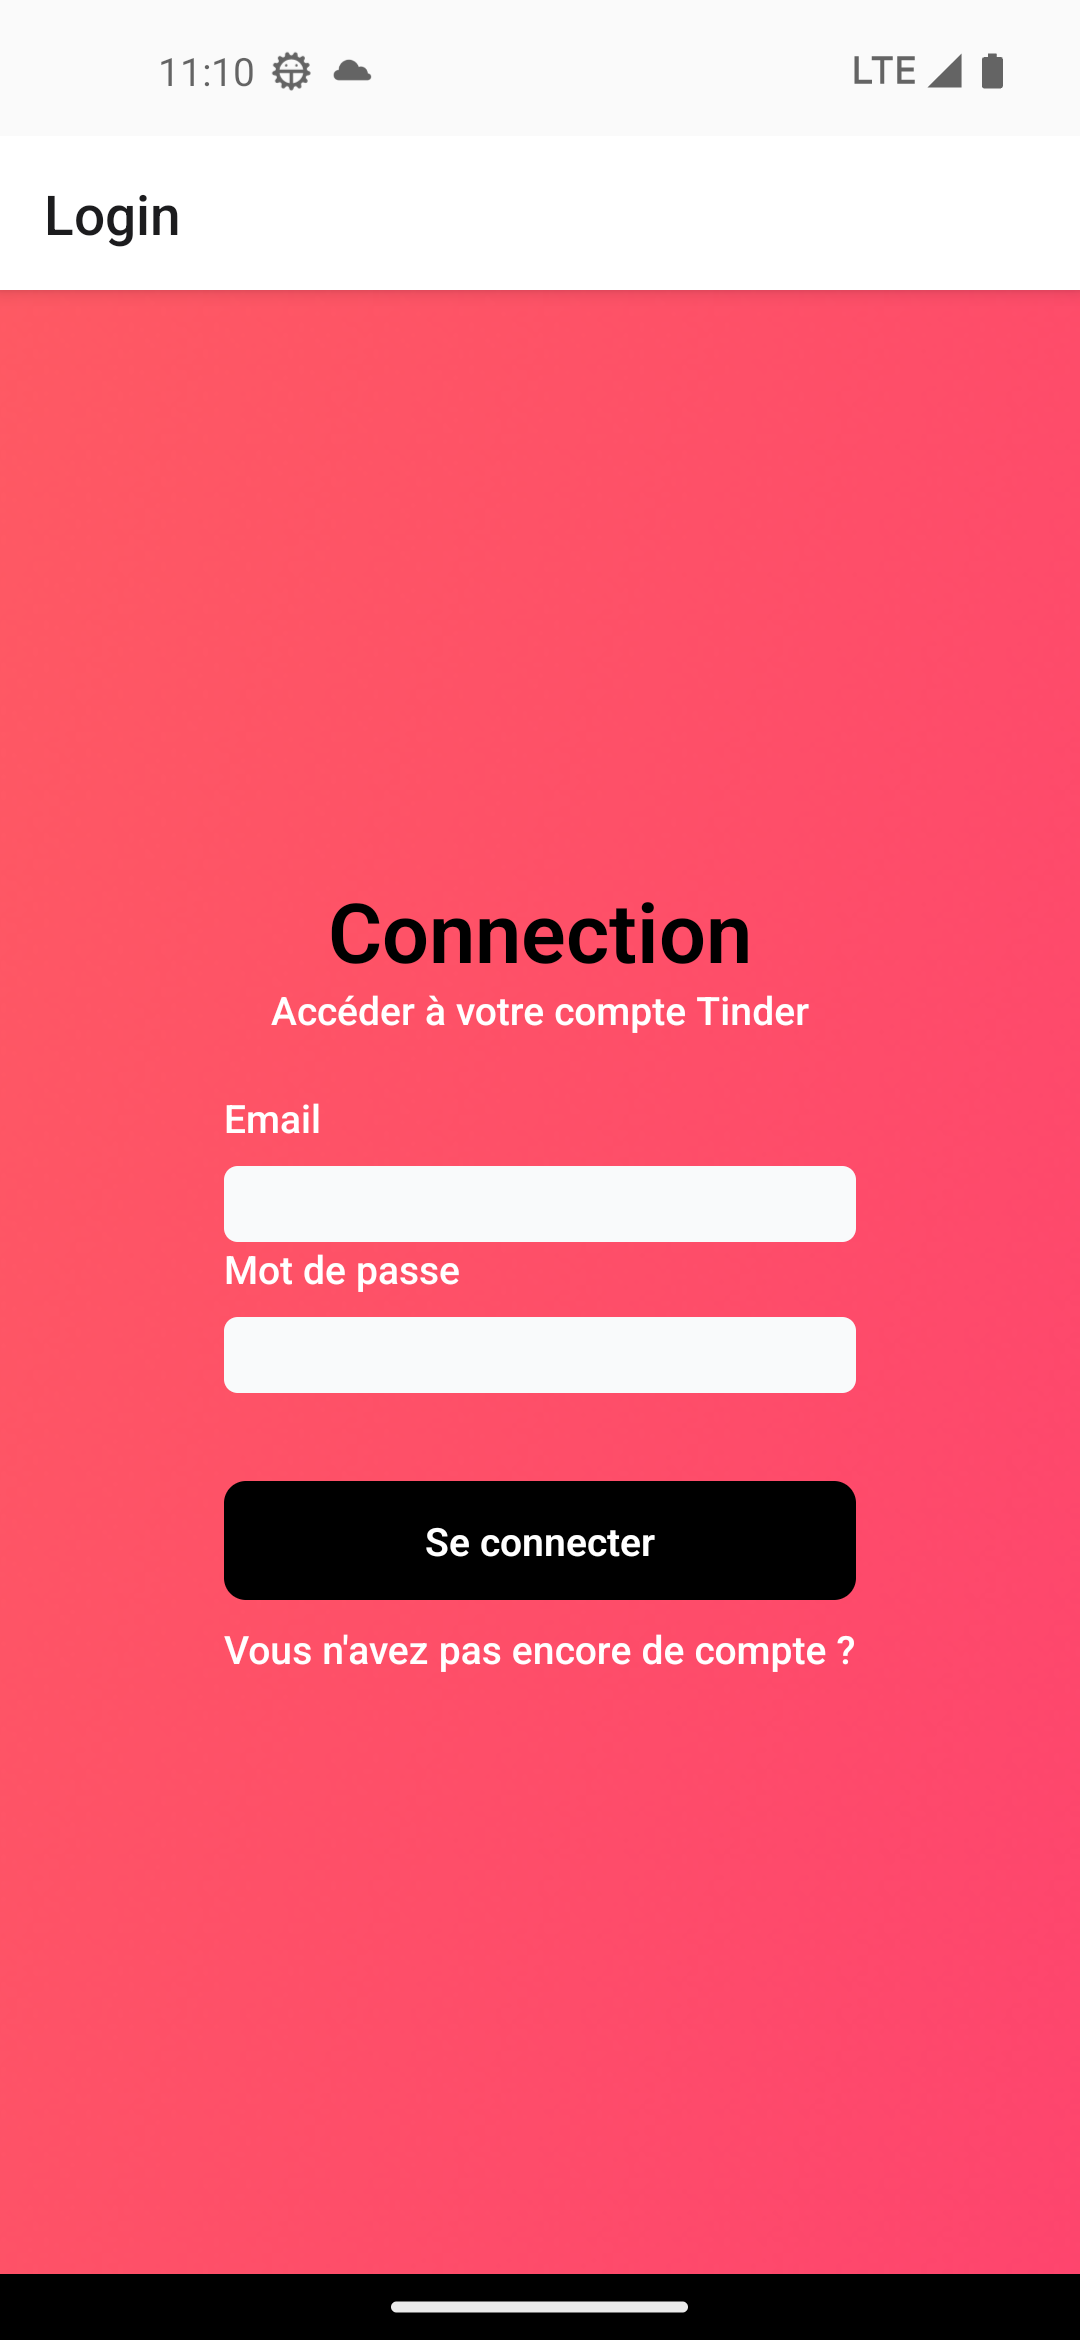 11:10
LTE
Login
Connection
Accéder à votre compte Tinder
Email
Mot de passe
Se connecter
Vous n'avez pas encore de compte ?